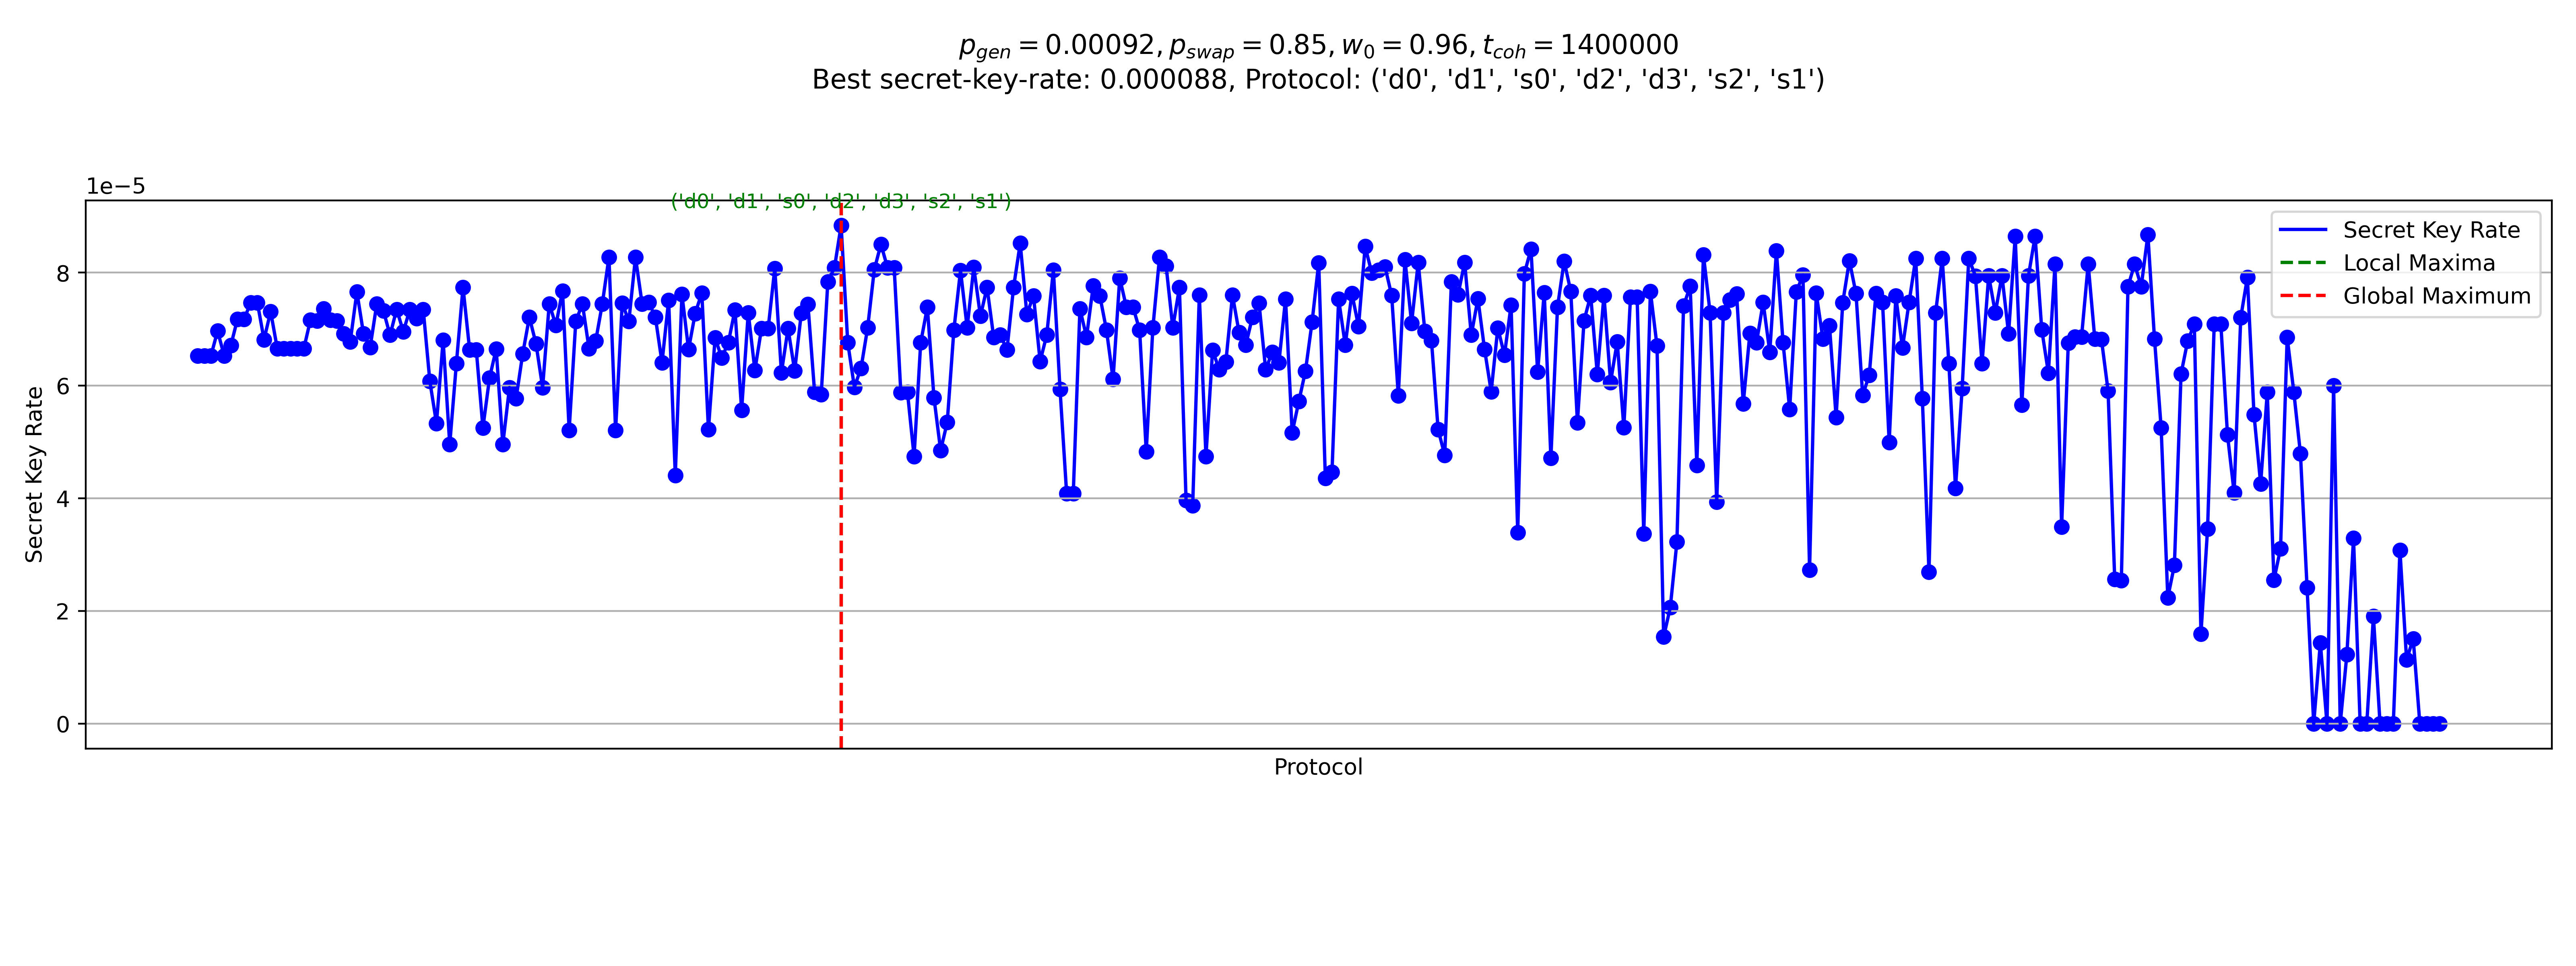 p_gen = 0.00092, p_swap = 0.85, w_0 = 0.96, t_coh = 1400000
Best secret-key-rate: 0.000088, Protocol: ('d0', 'd1', 's0', 'd2', 'd3', 's2', 's1')
1e−5
('d0', 'd1', 's0', 'd2', 'd3', 's2', 's1')
Secret Key Rate
Local Maxima
Global Maximum
8
6
4
2
0
Secret Key Rate
Protocol